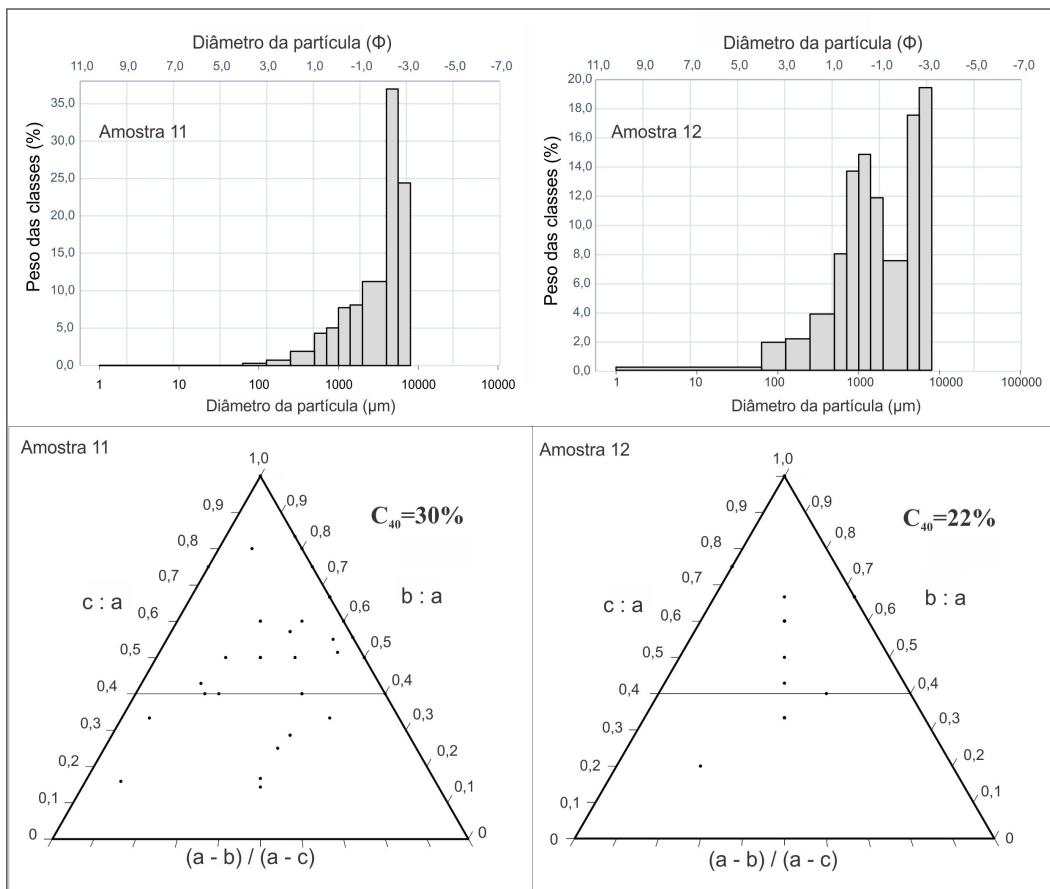 Diâmetro da partícula (Φ)
11,0 9,0 7,0 5,0 3,0 1,0 -1,0 -3,0 -5,0 -7,0
Amostra 11
Peso das classes (%)
35,0
30,0
25,0
20,0
15,0
10,0
5,0
0,0
1 10 100 1000 10000 10000
Diâmetro da partícula (µm)
Diâmetro da partícula (Φ)
11,0 9,0 7,0 5,0 3,0 1,0 -1,0 -3,0 -5,0 -7,0
Amostra 12
Peso das classes (%)
20,0
18,0
16,0
14,0
12,0
10,0
8,0
6,0
4,0
2,0
0,0
1 10 100 1000 10000 100000
Diâmetro da partícula (µm)
Amostra 11
1,0
C40=30%
c : a
b : a
0,9 0,9
0,8 0,8
0,7 0,7
0,6 0,6
0,5 0,5
0,4 0,4
0,3 0,3
0,2 0,2
0,1 0,1
0 0
(a - b) / (a - c)
Amostra 12
1,0
C40=22%
c : a
b : a
0,9 0,9
0,8 0,8
0,7 0,7
0,6 0,6
0,5 0,5
0,4 0,4
0,3 0,3
0,2 0,2
0,1 0,1
0 0
(a - b) / (a - c)